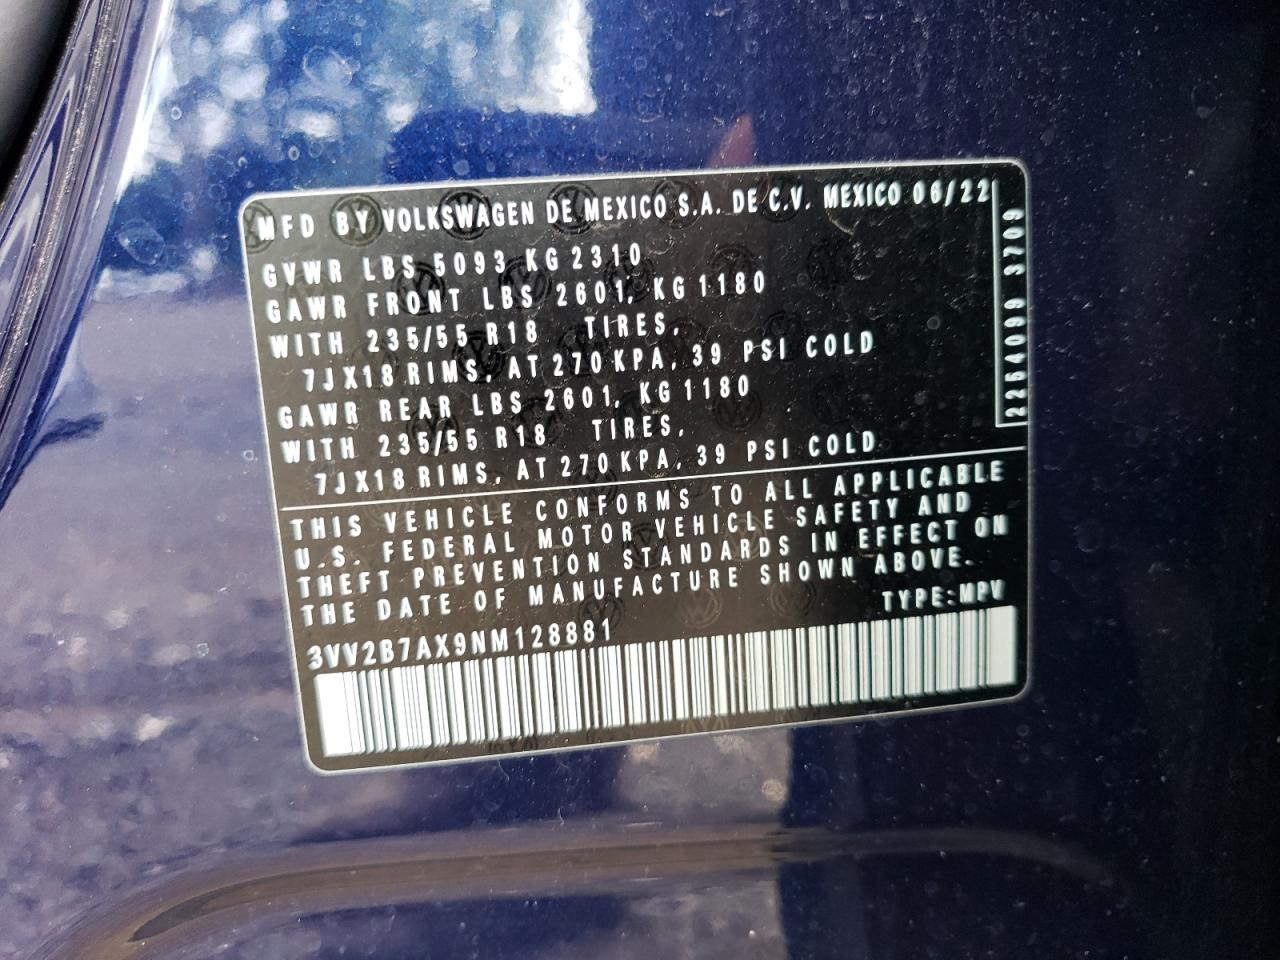 MFD BY VOLKSWAGEN DE MEXICO S.A. DE C.V. MEXICO 06/22
GVWR LBS 5093 KG 2310
GAWR FRONT LBS 2601, KG 1180
WITH 235/55 R18 TIRES,
7JX18 RIMS, AT 270 KPA, 39 PSI COLD
GAWR REAR LBS 2601, KG 1180
WITH 235/55 R18 TIRES,
7JX18 RIMS, AT 270 KPA, 39 PSI COLD
2254099 3709
THIS VEHICLE CONFORMS TO ALL APPLICABLE
U.S. FEDERAL MOTOR VEHICLE SAFETY AND
THEFT PREVENTION STANDARDS IN EFFECT ON
THE DATE OF MANUFACTURE SHOWN ABOVE.
TYPE:MPV
3VV2B7AX9NM128881